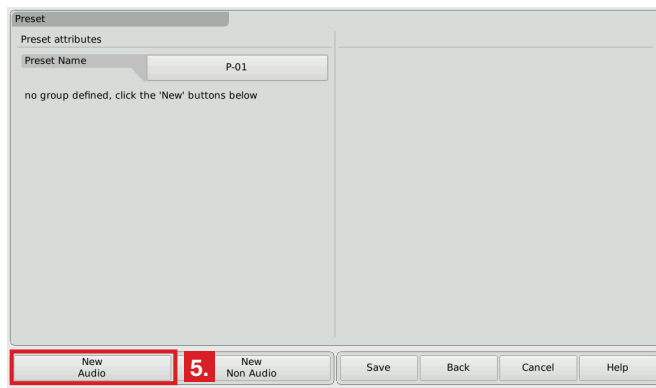 Preset
Preset attributes
Preset Name
P-01
no group defined, click the 'New' buttons below
New
Audio
5.
New
Non Audio
Save
Back
Cancel
Help